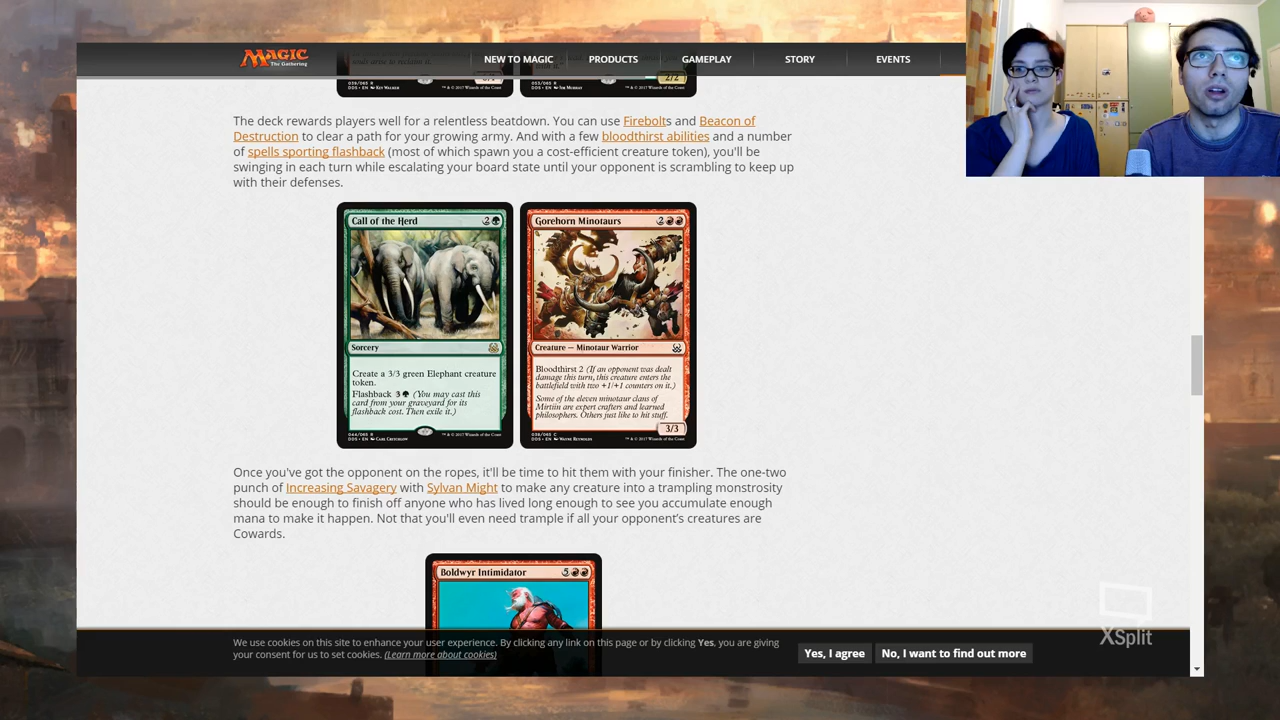 MAGIC
The Gathering
NEW TO MAGIC
PRODUCTS
GAMEPLAY
STORY
EVENTS
2/2
The deck rewards players well for a relentless beatdown. You can use Firebolts and Beacon of
Destruction to clear a path for your growing army. And with a few bloodthirst abilities and a number
of spells sporting flashback (most of which spawn you a cost-efficient creature token), you'll be
swinging in each turn while escalating your board state until your opponent is scrambling to keep up
with their defenses.
Call of the Herd 2
Sorcery
Create a 3/3 green Elephant creature
token.
Flashback 3 (You may cast this
card from your graveyard for its
flashback cost. Then exile it.)
Gorehorn Minotaurs 2
Creature — Minotaur Warrior
Bloodthirst 2 (If an opponent was dealt
damage this turn, this creature enters the
battlefield with two +1/+1 counters on it.)
Some of the eleven minotaur clans of
Mirtiin are expert crafters and learned
philosophers. Others just like to hit stuff.
3/3
Once you've got the opponent on the ropes, it'll be time to hit them with your finisher. The one-two
punch of Increasing Savagery with Sylvan Might to make any creature into a trampling monstrosity
should be enough to finish off anyone who has lived long enough to see you accumulate enough
mana to make it happen. Not that you'll even need trample if all your opponent's creatures are
Cowards.
Boldwyr Intimidator 5
We use cookies on this site to enhance your user experience. By clicking any link on this page or by clicking Yes, you are giving
your consent for us to set cookies. (Learn more about cookies)
Yes, I agree
No, I want to find out more
XSplit